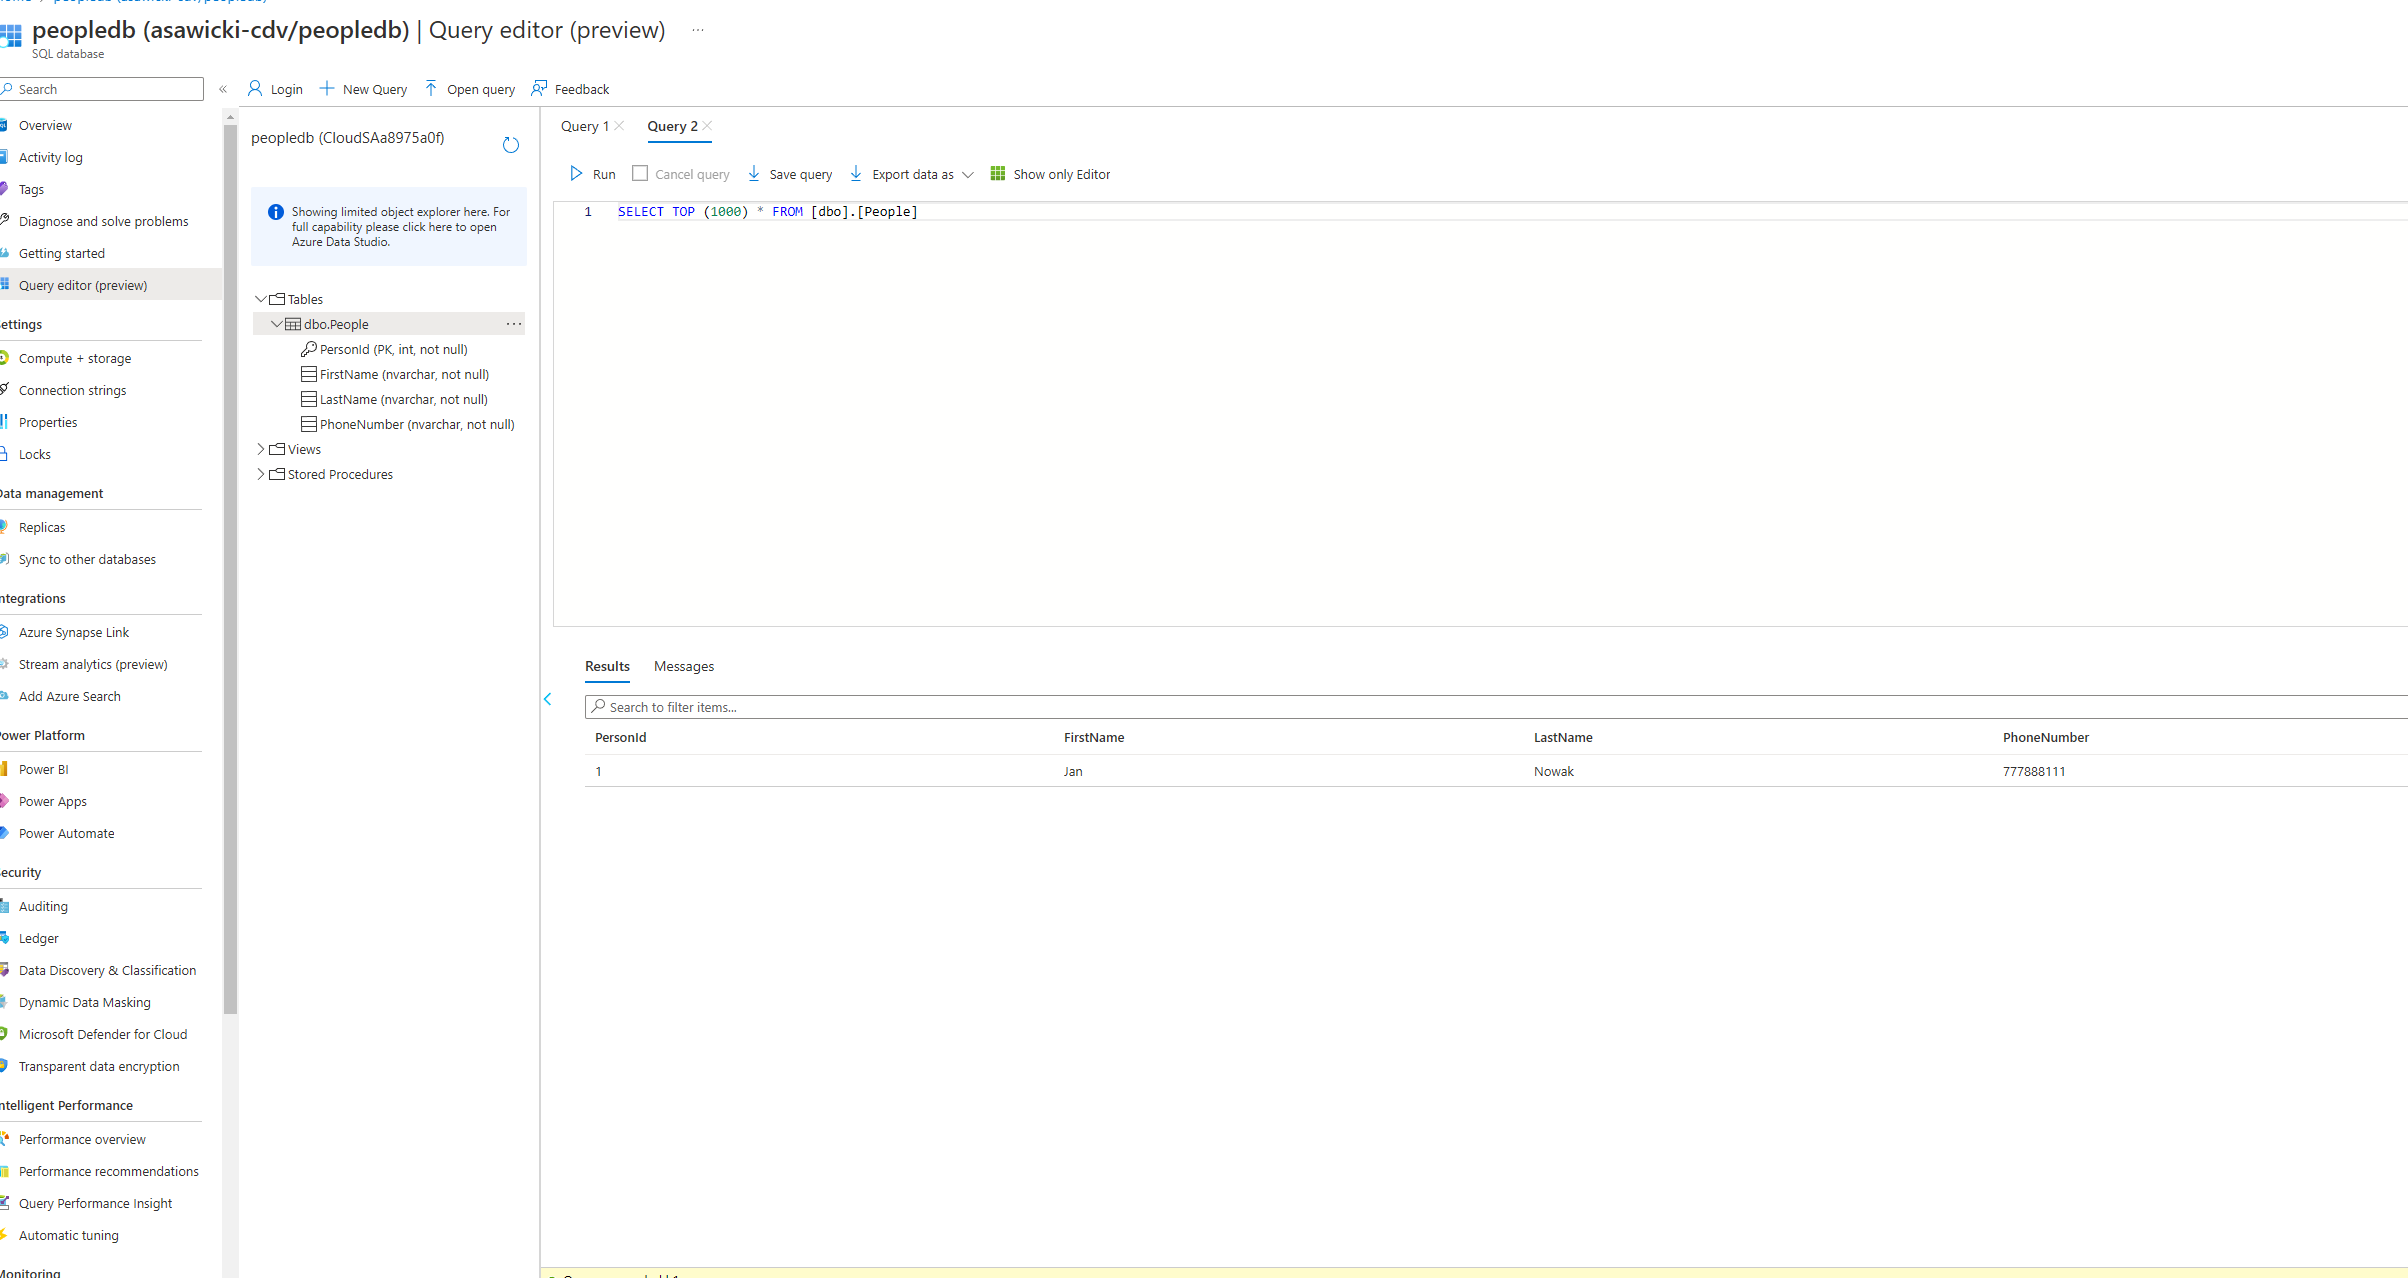 peopledb (asawicki-cdv/peopledb) | Query editor (preview) ...
SQL database
Search
«
Login
New Query
Open query
Feedback
Overview
Activity log
Tags
Diagnose and solve problems
Getting started
Query editor (preview)
ettings
Compute + storage
Connection strings
Properties
Locks
Data management
Replicas
Sync to other databases
ntegrations
Azure Synapse Link
Stream analytics (preview)
Add Azure Search
Power Platform
Power BI
Power Apps
Power Automate
ecurity
Auditing
Ledger
Data Discovery & Classification
Dynamic Data Masking
Microsoft Defender for Cloud
Transparent data encryption
ntelligent Performance
Performance overview
Performance recommendations
Query Performance Insight
Automatic tuning
Monitoring
peopledb (CloudSAa8975a0f)
Showing limited object explorer here. For
full capability please click here to open
Azure Data Studio.
Tables
dbo.People ...
PersonId (PK, int, not null)
FirstName (nvarchar, not null)
LastName (nvarchar, not null)
PhoneNumber (nvarchar, not null)
Views
Stored Procedures
Query 1
Query 2
Run
Cancel query
Save query
Export data as
Show only Editor
1 SELECT TOP (1000) * FROM [dbo].[People]
Results
Messages
Search to filter items...
PersonId FirstName LastName PhoneNumber
1 Jan Nowak 777888111